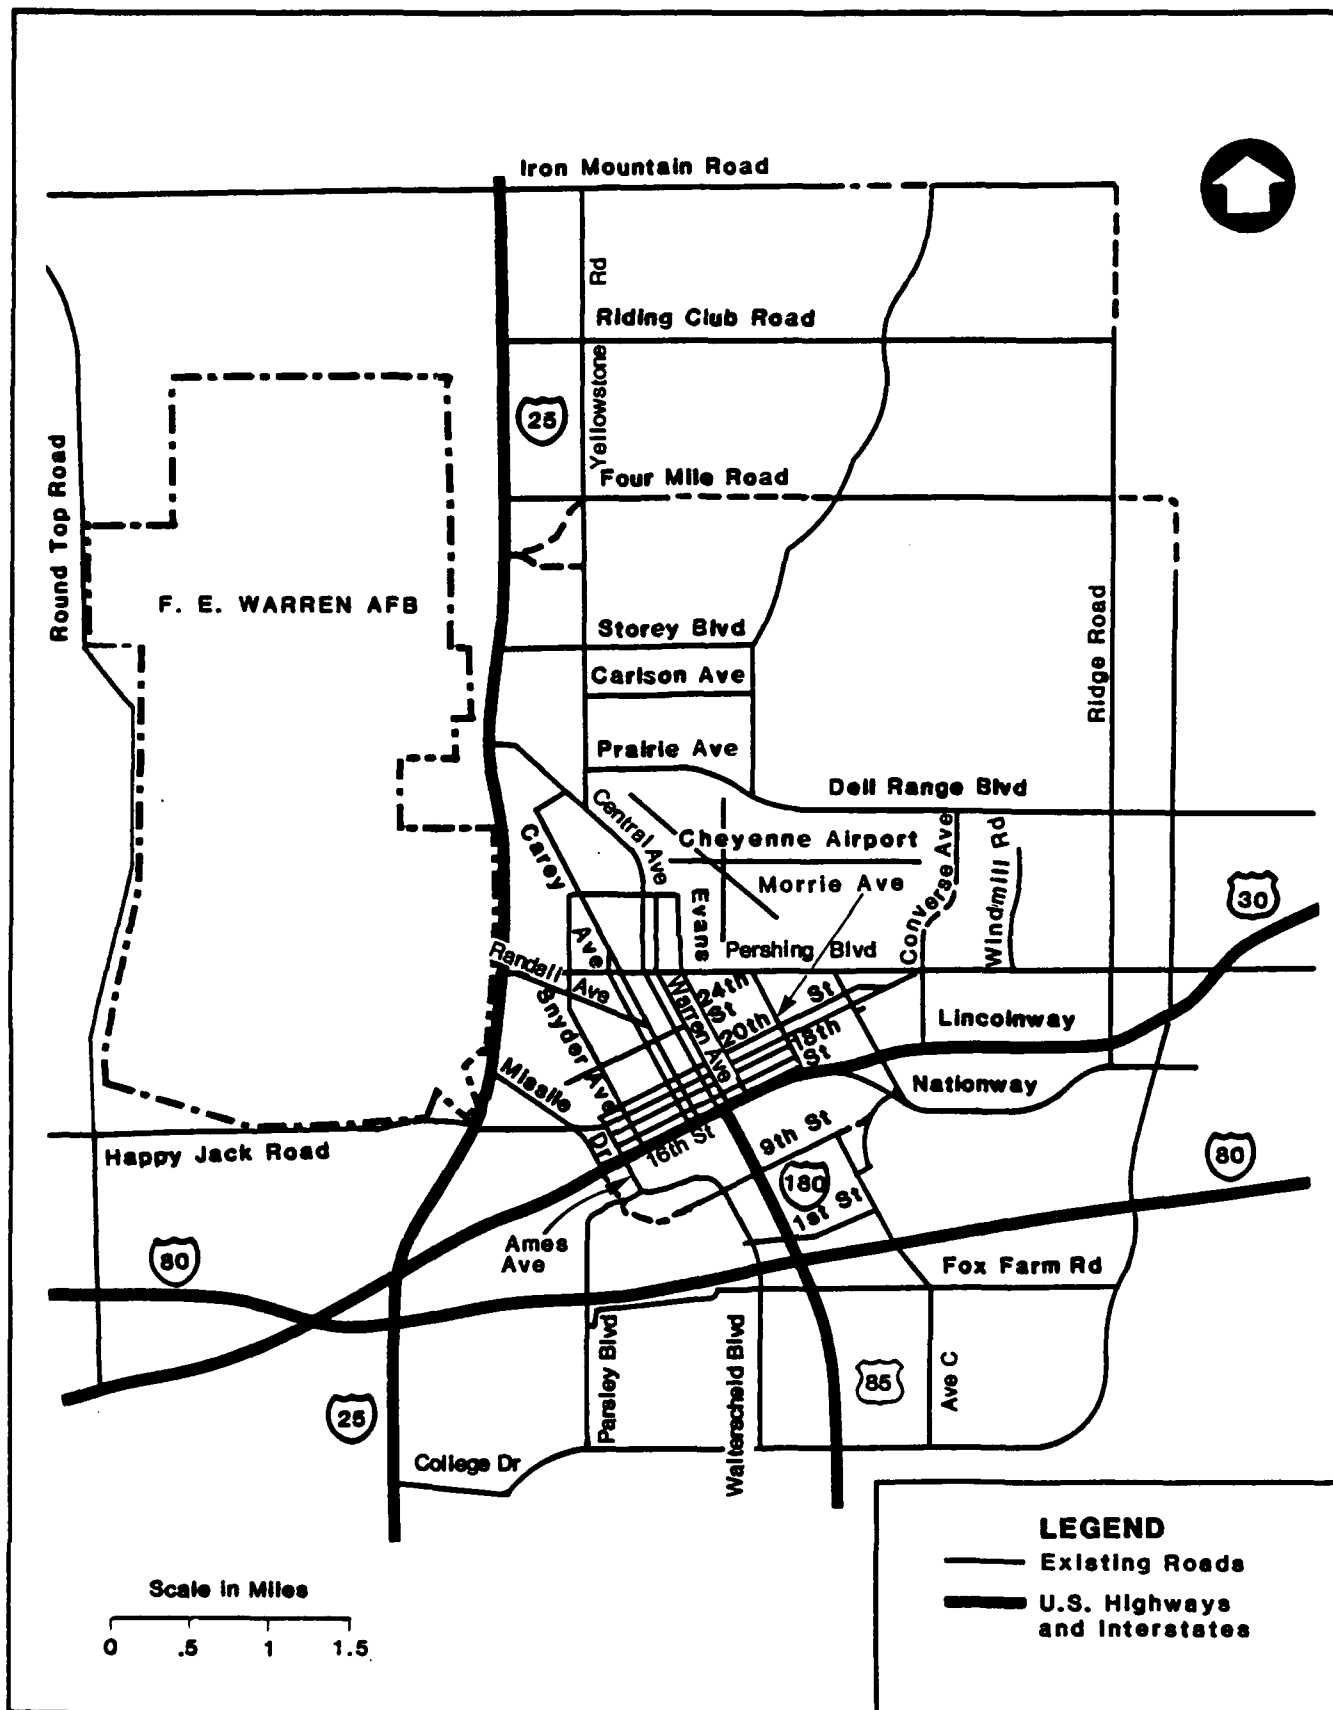 Iron Mountain Road
Rd
Riding Club Road
Yellowstone
25
Round Top Road
Four Mile Road
F. E. WARREN AFB
Storey Blvd
Ridge Road
Carlson Ave
Prairie Ave
Dell Range Blvd
Central Ave
Carey
Ave
Cheyenne Airport
Morrie Ave
Converse Ave
Windmill Rd
30
Evans
Pershing Blvd
Randall
Ave
24th
St
Warren Ave
20th
St
18th
St
Snyder Ave
Lincolnway
Missile
Dr
Nationway
Happy Jack Road
16th St
9th St
80
180
1st St
Ames
Ave
80
Fox Farm Rd
Parsley Blvd
Walterscheid Blvd
85
Ave C
25
College Dr
LEGEND
Existing Roads
U.S. Highways
and Interstates
Scale in Miles
0 .5 1 1.5